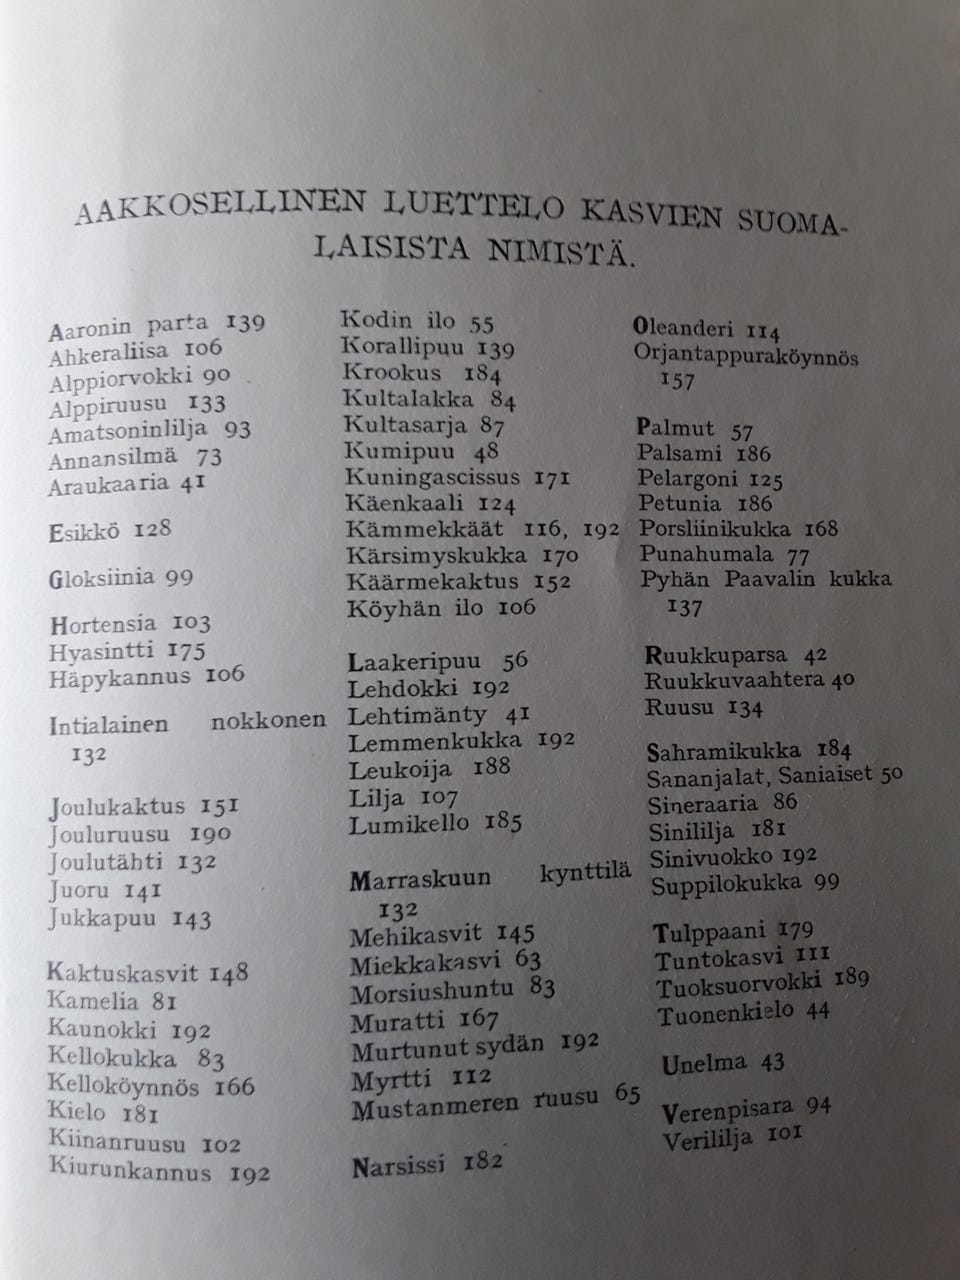 AAKKOSELLINEN LUETTELO KASVIEN SUOMA-
LAISISTA NIMISTÄ.
Aaronin parta 139
Ahkeraliisa 106
Alppiorvokki 90
Alppiruusu 133
Amatsoninlilja 93
Annansilmä 73
Araukaaria 41
Esikkö 128
Gloksiinia 99
Hortensia 103
Hyasintti 175
Häpykannus 106
Intialainen nokkonen
132
Joulukaktus 151
Jouluruusu 190
Joulutähti 132
Juoru 141
Jukkapuu 143
Kaktuskasvit 148
Kamelia 81
Kaunokki 192
Kellokukka 83
Kelloköynnös 166
Kielo 181
Kiinanruusu 102
Kiurunkannus 192
Kodin ilo 55
Korallipuu 139
Krookus 184
Kultalakka 84
Kultasarja 87
Kumipuu 48
Kuningascissus 171
Käenkaali 124
Kämmekkäät 116, 192
Kärsimyskukka 170
Käärmekaktus 152
Köyhän ilo 106
Laakeripuu 56
Lehdokki 192
Lehtimänty 41
Lemmenkukka 192
Leukoija 188
Lilja 107
Lumikello 185
Marraskuun kynttilä
132
Mehikasvit 145
Miekkakasvi 63
Morsiushuntu 83
Muratti 167
Murtunut sydän 192
Myrtti 112
Mustanmeren ruusu 65
Narsissi 182
Oleanderi 114
Orjantappuraköynnös
157
Palmut 57
Palsami 186
Pelargoni 125
Petunia 186
Porsliinikukka 168
Punahumala 77
Pyhän Paavalin kukka
137
Ruukkuparsa 42
Ruukkuvaahtera 40
Ruusu 134
Sahramikukka 184
Sananjalat, Saniaiset 50
Sineraaria 86
Sinililja 181
Sinivuokko 192
Suppilokukka 99
Tulppaani 179
Tuntokasvi 111
Tuoksuorvokki 189
Tuonenkielo 44
Unelma 43
Verenpisara 94
Verililja 101